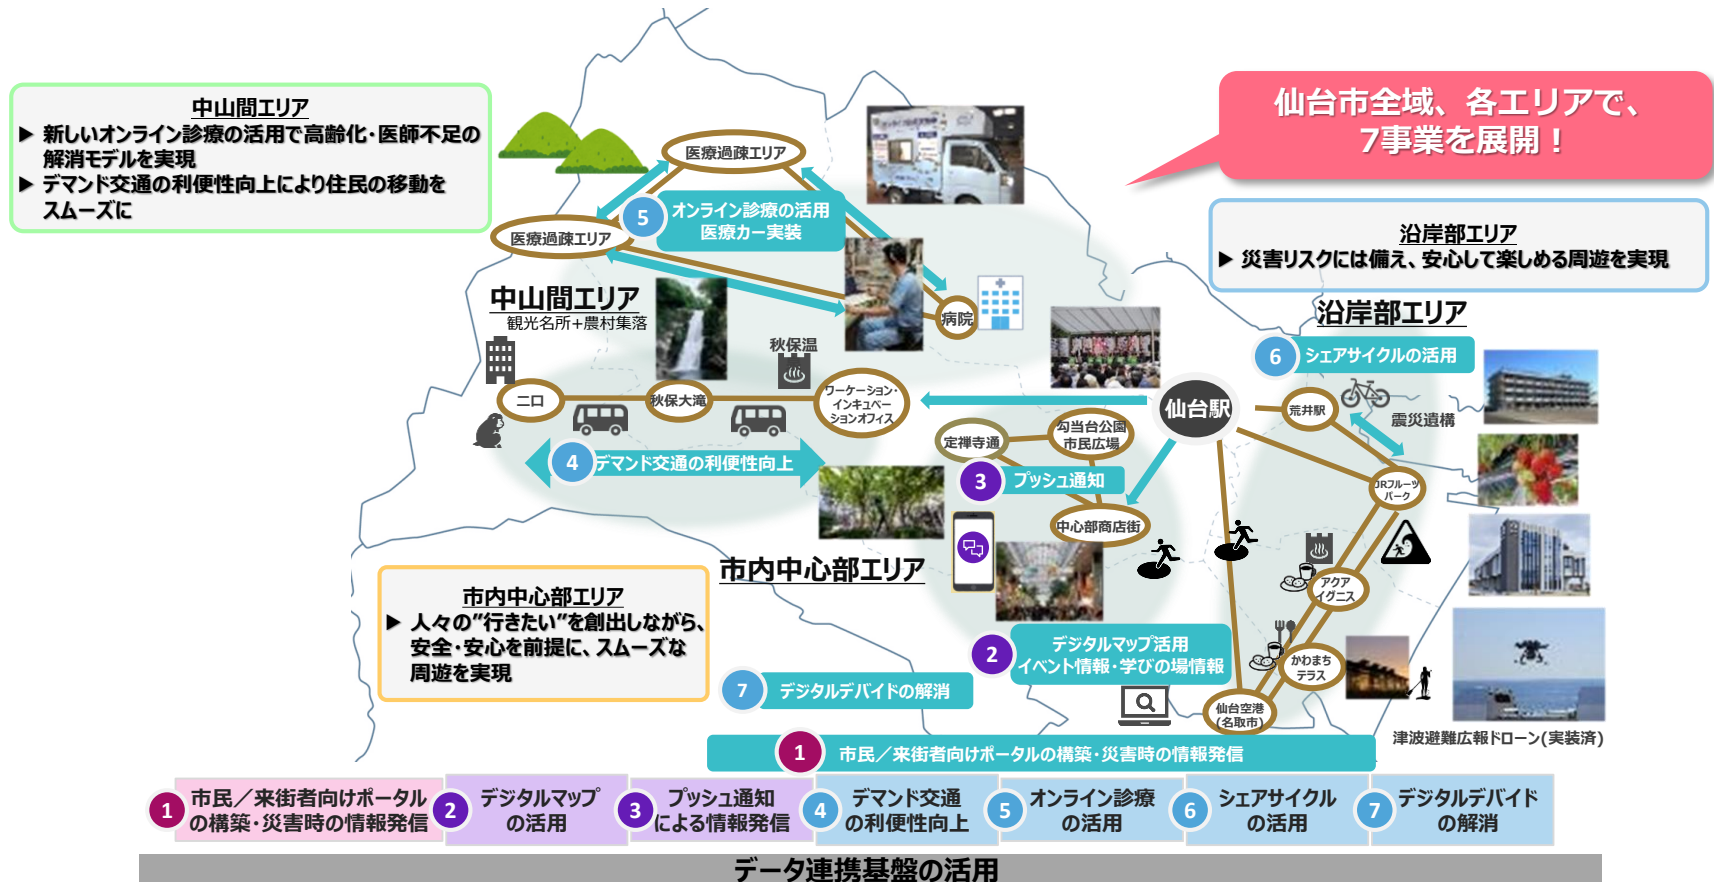 中山間エリア
▶ 新しいオンライン診療の活用で高齢化・医師不足の
解消モデルを実現
▶ デマンド交通の利便性向上により住民の移動を
スムーズに
仙台市全域、各エリアで、
7事業を展開！
沿岸部エリア
▶ 災害リスクには備え、安心して楽しめる周遊を実現
医療過疎エリア
5
オンライン診療の活用
医療カー実装
医療過疎エリア
中山間エリア
観光名所+農村集落
病院
秋保温
二口
秋保大滝
ワーケーション・
インキュベー
ションオフィス
4
デマンド交通の利便性向上
仙台駅
沿岸部エリア
6
シェアサイクルの活用
荒井駅
震災遺構
JRフルーツ
パーク
定禅寺通
勾当台公園
市民広場
3
プッシュ通知
中心部商店街
市内中心部エリア
アクア
イグニス
かわまち
テラス
仙台空港
(名取市)
津波避難広報ドローン(実装済)
市内中心部エリア
▶ 人々の“行きたい”を創出しながら、
安全・安心を前提に、スムーズな
周遊を実現
2
デジタルマップ活用
イベント情報・学びの場情報
7
デジタルデバイドの解消
1
市民／来街者向けポータルの構築・災害時の情報発信
1
市民／来街者向けポータル
の構築・災害時の情報発信
2
デジタルマップ
の活用
3
プッシュ通知
による情報発信
4
デマンド交通
の利便性向上
5
オンライン診療
の活用
6
シェアサイクル
の活用
7
デジタルデバイド
の解消
データ連携基盤の活用